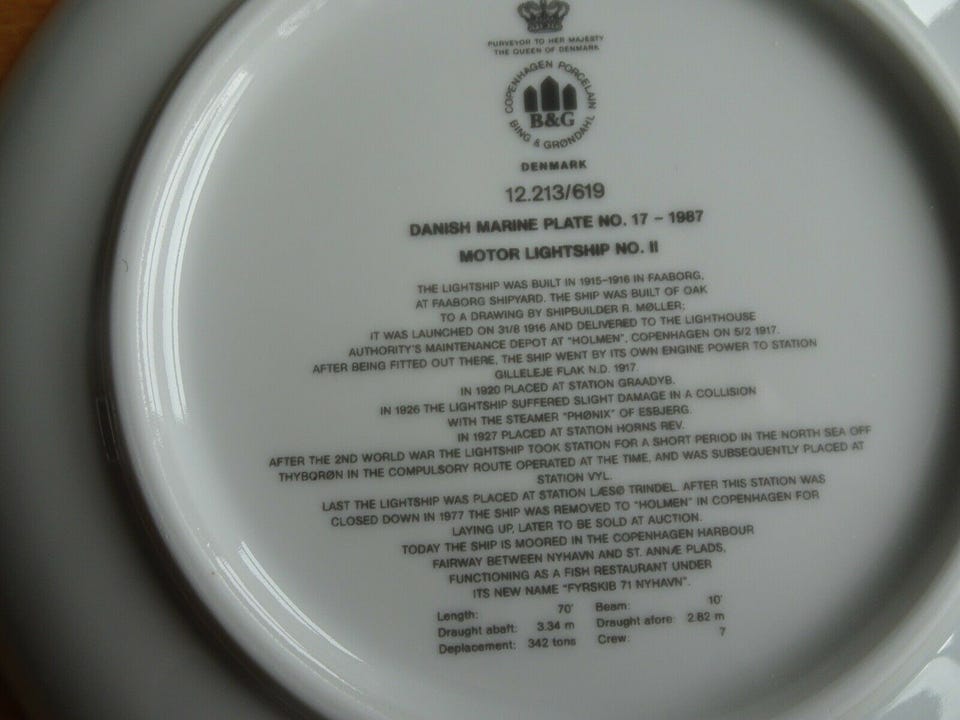 PURVEYOR TO HER MAJESTY
THE QUEEN OF DENMARK
COPENHAGEN PORCELAIN
B&G
BING & GRØNDAHL
DENMARK
12.213/619
DANISH MARINE PLATE NO. 17 - 1987
MOTOR LIGHTSHIP NO. II
THE LIGHTSHIP WAS BUILT IN 1915-1916 IN FAABORG,
AT FAABORG SHIPYARD. THE SHIP WAS BUILT OF OAK
TO A DRAWING BY SHIPBUILDER R. MØLLER;
IT WAS LAUNCHED ON 31/8 1916 AND DELIVERED TO THE LIGHTHOUSE
AUTHORITY'S MAINTENANCE DEPOT AT "HOLMEN", COPENHAGEN ON 5/2 1917.
AFTER BEING FITTED OUT THERE, THE SHIP WENT BY ITS OWN ENGINE POWER TO STATION
GILLELEJE FLAK N.D. 1917.
IN 1920 PLACED AT STATION GRAADYB.
IN 1926 THE LIGHTSHIP SUFFERED SLIGHT DAMAGE IN A COLLISION
WITH THE STEAMER "PHØNIX" OF ESBJERG.
IN 1927 PLACED AT STATION HORNS REV.
AFTER THE 2ND WORLD WAR THE LIGHTSHIP TOOK STATION FOR A SHORT PERIOD IN THE NORTH SEA OFF
THYBORØN IN THE COMPULSORY ROUTE OPERATED AT THE TIME, AND WAS SUBSEQUENTLY PLACED AT
STATION VYL.
LAST THE LIGHTSHIP WAS PLACED AT STATION LÆSØ TRINDEL. AFTER THIS STATION WAS
CLOSED DOWN IN 1977 THE SHIP WAS REMOVED TO "HOLMEN" IN COPENHAGEN FOR
LAYING UP, LATER TO BE SOLD AT AUCTION.
TODAY THE SHIP IS MOORED IN THE COPENHAGEN HARBOUR
FAIRWAY BETWEEN NYHAVN AND ST. ANNÆ PLADS,
FUNCTIONING AS A FISH RESTAURANT UNDER
ITS NEW NAME "FYRSKIB 71 NYHAVN".
Length: 70' Beam: 10'
Draught abaft: 3.34 m Draught afore: 2.82 m
Deplacement: 342 tons Crew: 7